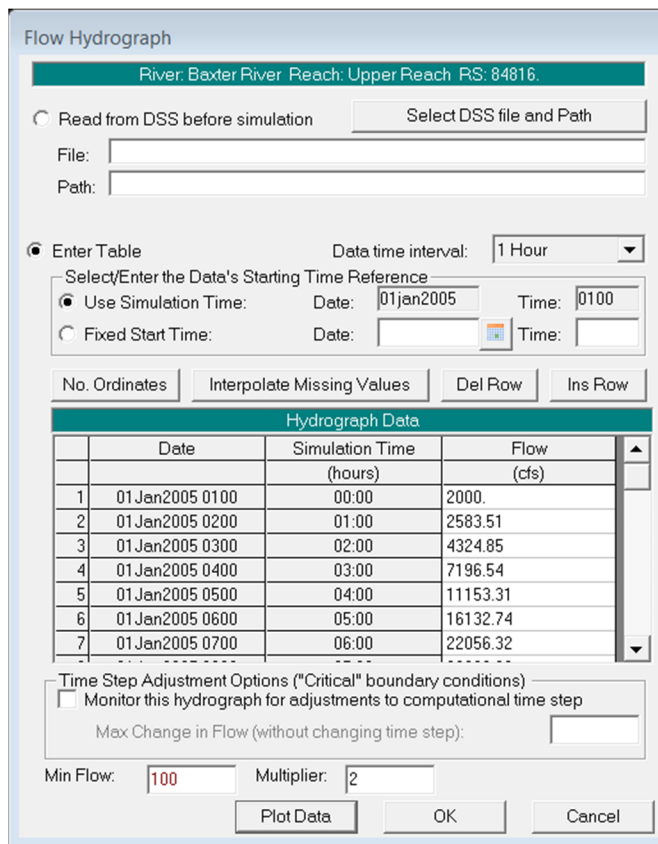 Flow Hydrograph
River: Baxter River Reach: Upper Reach RS: 84816.
Read from DSS before simulation Select DSS file and Path
File:
Path:
Enter Table Data time interval: 1 Hour
Select/Enter the Data's Starting Time Reference
Use Simulation Time: Date: 01jan2005 Time: 0100
Fixed Start Time: Date: Time:
No. Ordinates Interpolate Missing Values Del Row Ins Row
Hydrograph Data
Date Simulation Time Flow
(hours) (cfs)
1 01Jan2005 0100 00:00 2000.
2 01Jan2005 0200 01:00 2583.51
3 01Jan2005 0300 02:00 4324.85
4 01Jan2005 0400 03:00 7196.54
5 01Jan2005 0500 04:00 11153.31
6 01Jan2005 0600 05:00 16132.74
7 01Jan2005 0700 06:00 22056.32
Time Step Adjustment Options ("Critical" boundary conditions)
Monitor this hydrograph for adjustments to computational time step
Max Change in Flow (without changing time step):
Min Flow: 100 Multiplier: 2
Plot Data OK Cancel